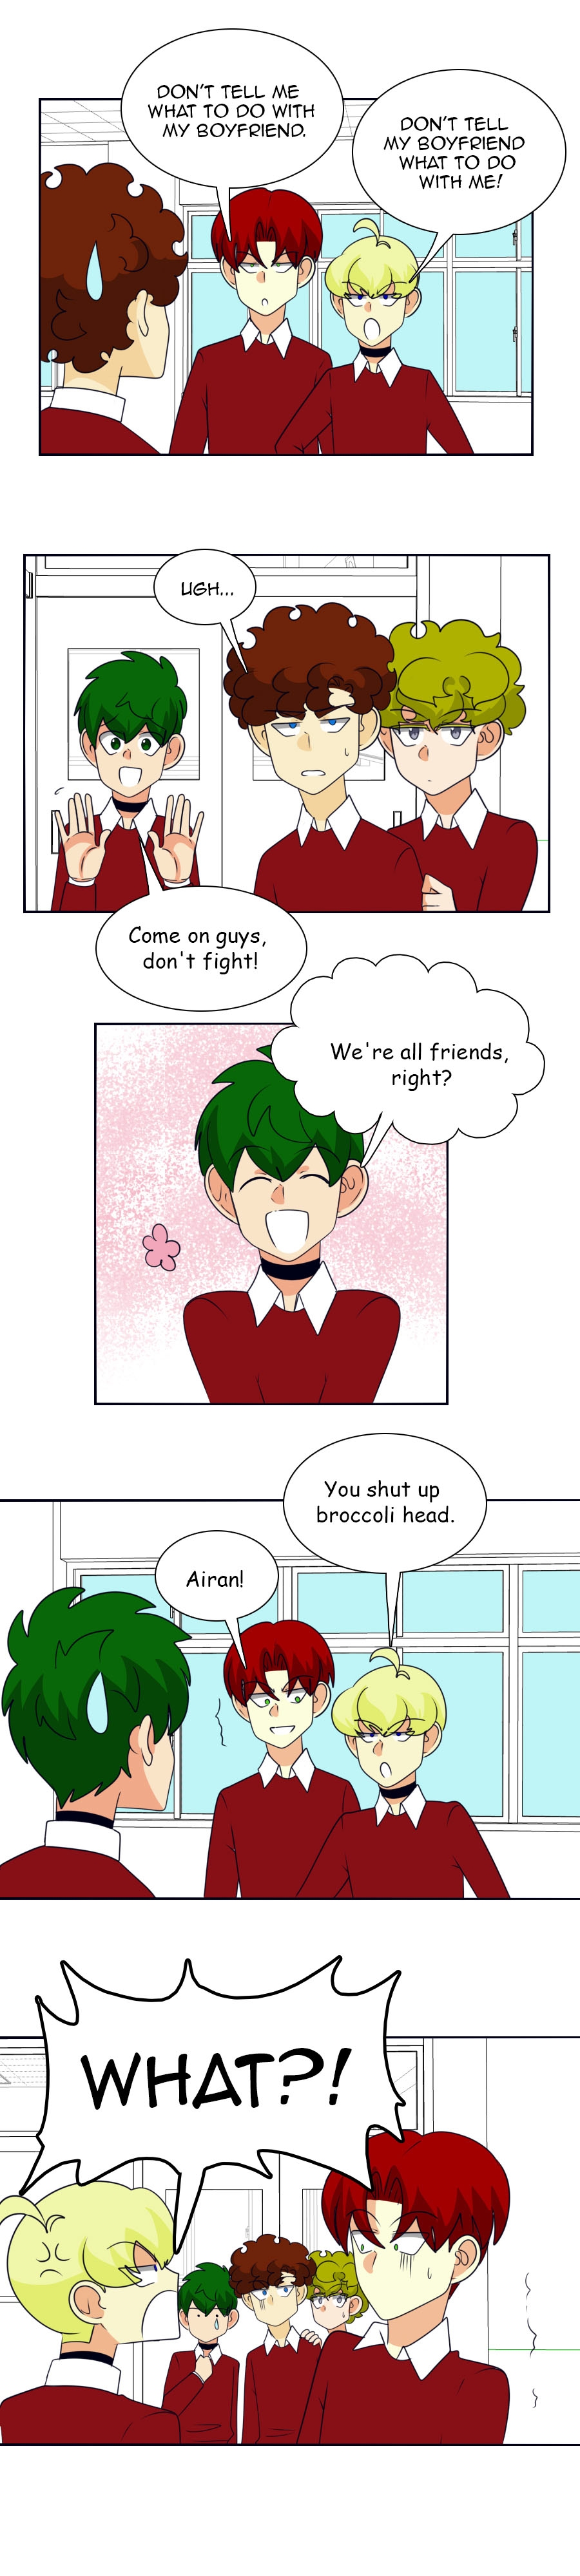 DON'T TELL ME
WHAT TO DO WITH
MY BOYFRIEND.
DON'T TELL
MY BOYFRIEND
WHAT TO DO
WITH ME!
UGH...
Come on guys,
don't fight!
We're all friends,
right?
You shut up
broccoli head.
Airan!
WHAT?!